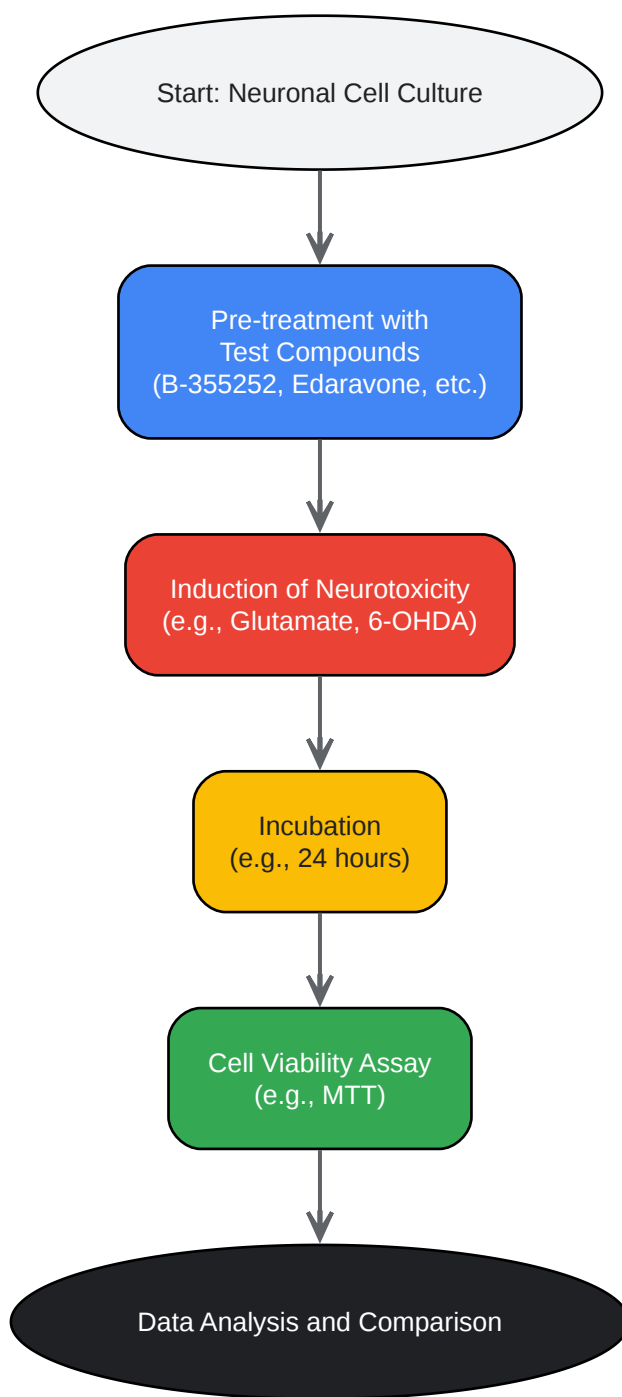 Start: Neuronal Cell Culture
Pre-treatment with
Test Compounds
(B-355252, Edaravone, etc.)
Induction of Neurotoxicity
(e.g., Glutamate, 6-OHDA)
Incubation
(e.g., 24 hours)
Cell Viability Assay
(e.g., MTT)
Data Analysis and Comparison